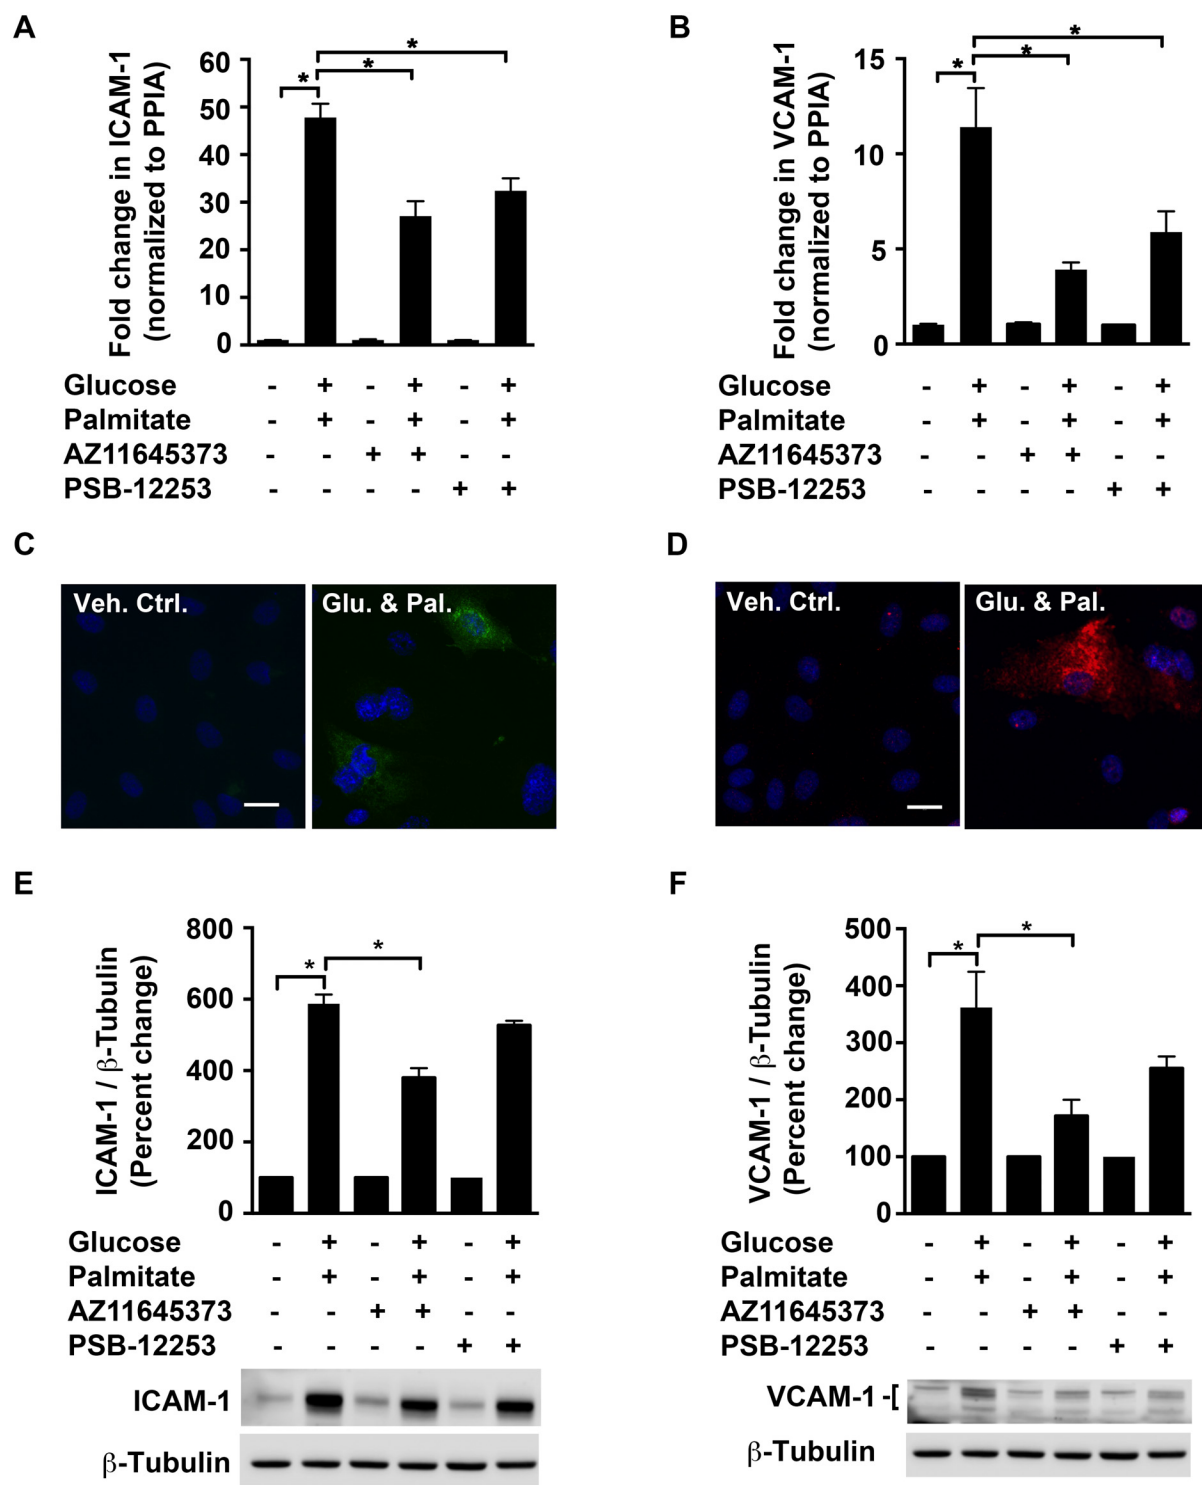 A
Fold change in ICAM-1
(normalized to PPIA)
60
50
40
30
20
10
0
* * *
Glucose - + - + - +
Palmitate - + - + - +
AZ11645373 - - + + - -
PSB-12253 - - - - + +
B
Fold change in VCAM-1
(normalized to PPIA)
15
10
5
0
* * *
Glucose - + - + - +
Palmitate - + - + - +
AZ11645373 - - + + - -
PSB-12253 - - - - + +
C
Veh. Ctrl.
Glu. & Pal.
D
Veh. Ctrl.
Glu. & Pal.
E
ICAM-1 / β-Tubulin
(Percent change)
800
600
400
200
0
* *
Glucose - + - + - +
Palmitate - + - + - +
AZ11645373 - - + + - -
PSB-12253 - - - - + +
ICAM-1
β-Tubulin
F
VCAM-1 / β-Tubulin
(Percent change)
500
400
300
200
100
0
* *
Glucose - + - + - +
Palmitate - + - + - +
AZ11645373 - - + + - -
PSB-12253 - - - - + +
VCAM-1 -[
β-Tubulin